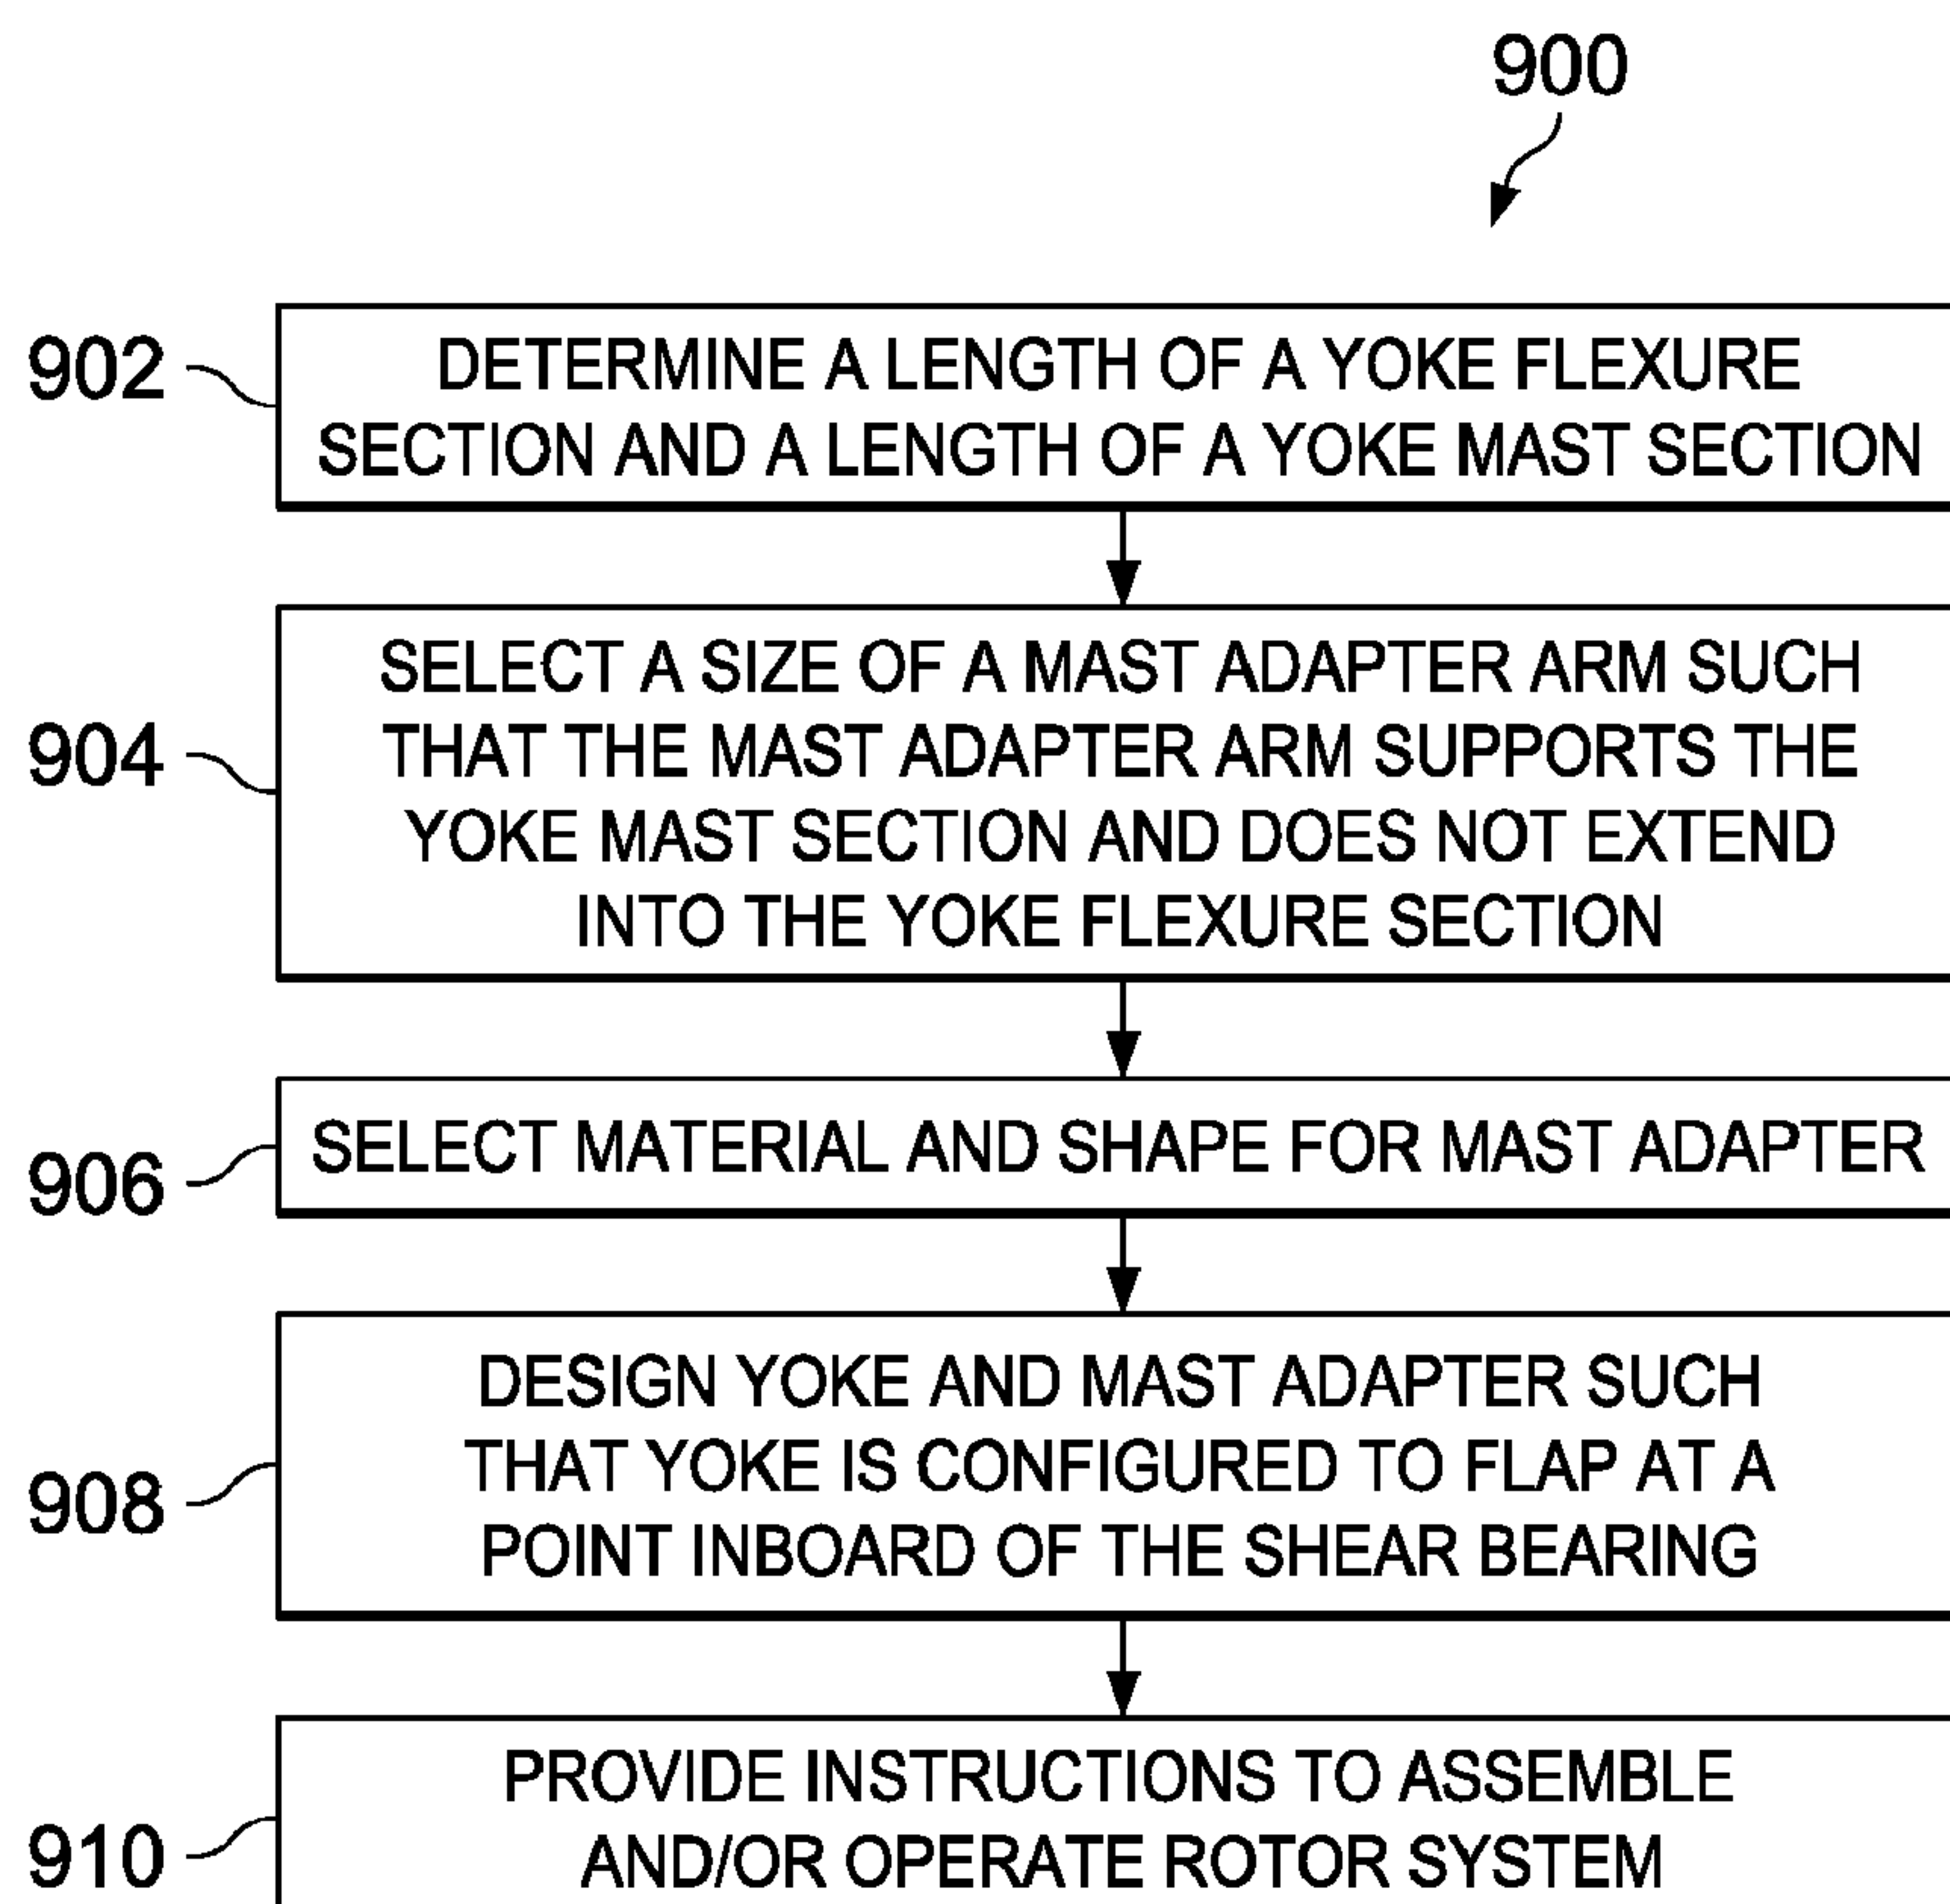 900
902
DETERMINE A LENGTH OF A YOKE FLEXURE
SECTION AND A LENGTH OF A YOKE MAST SECTION
904
SELECT A SIZE OF A MAST ADAPTER ARM SUCH
THAT THE MAST ADAPTER ARM SUPPORTS THE
YOKE MAST SECTION AND DOES NOT EXTEND
INTO THE YOKE FLEXURE SECTION
906
SELECT MATERIAL AND SHAPE FOR MAST ADAPTER
908
DESIGN YOKE AND MAST ADAPTER SUCH
THAT YOKE IS CONFIGURED TO FLAP AT A
POINT INBOARD OF THE SHEAR BEARING
910
PROVIDE INSTRUCTIONS TO ASSEMBLE
AND/OR OPERATE ROTOR SYSTEM